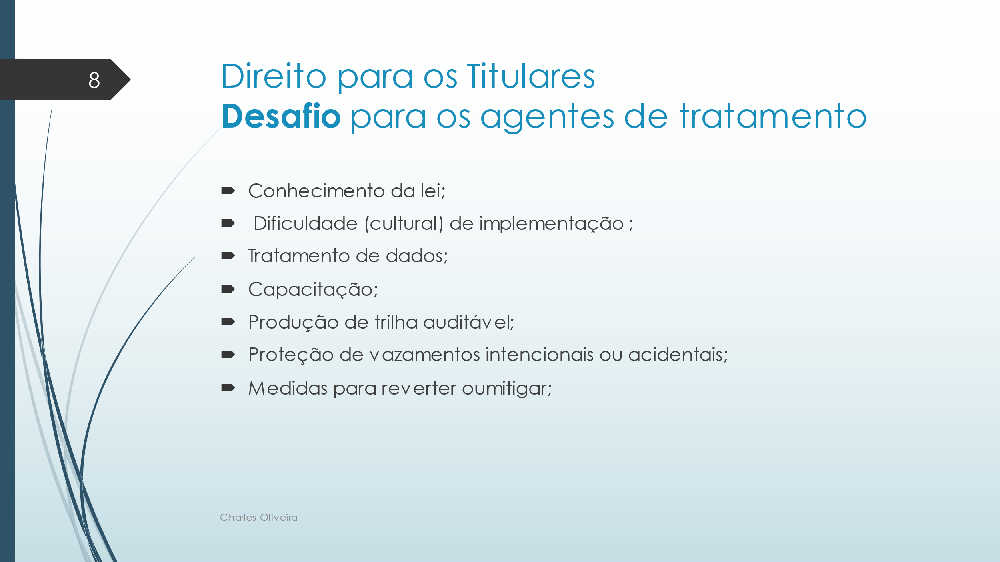 8
Direito para os Titulares
Desafio para os agentes de tratamento
Conhecimento da lei;
Dificuldade (cultural) de implementação ;
Tratamento de dados;
Capacitação;
Produção de trilha auditável;
Proteção de vazamentos intencionais ou acidentais;
Medidas para reverter oumitigar;
Charles Oliveira